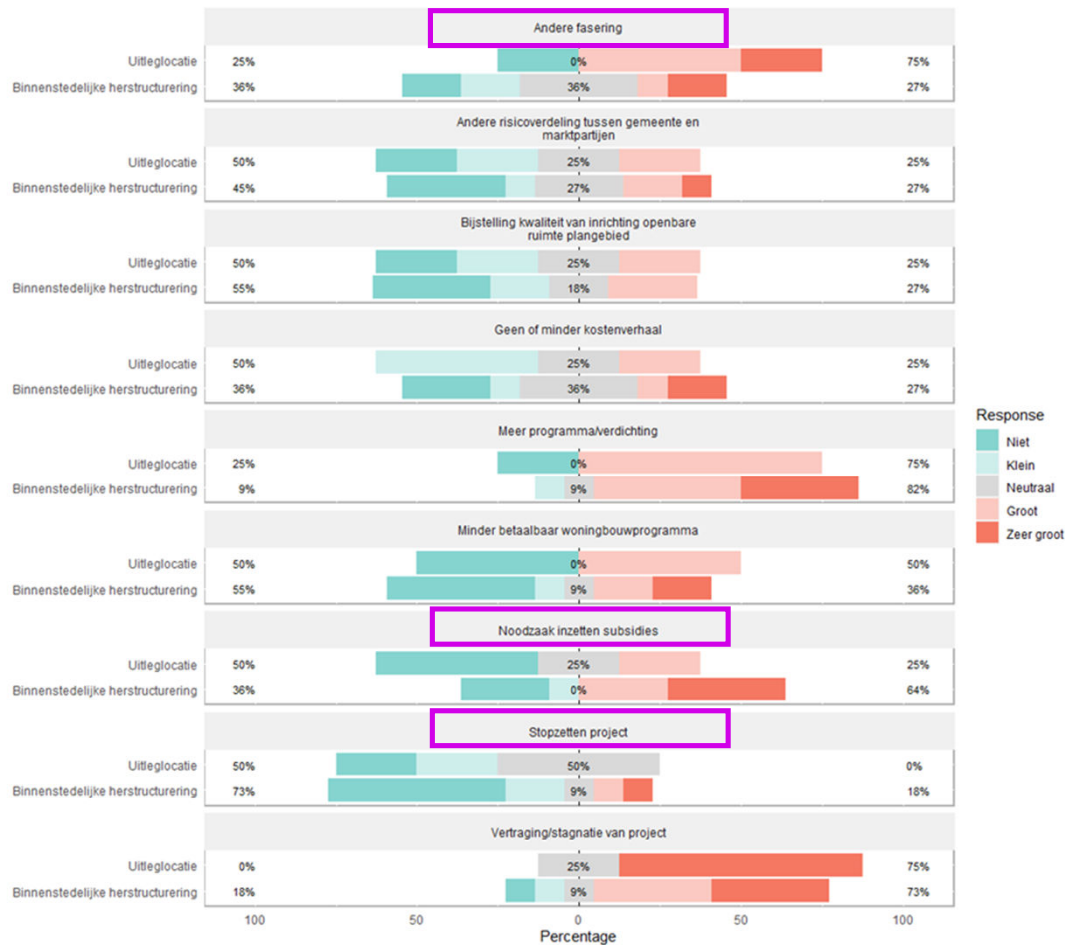 Andere fasering
Uitleglocatie 25% 0% 75%
Binnenstedelijke herstructurering 36% 36% 27%
Andere risicoverdeling tussen gemeente en
marktpartijen
Uitleglocatie 50% 25% 25%
Binnenstedelijke herstructurering 45% 27% 27%
Bijstelling kwaliteit van inrichting openbare
ruimte plangebied
Uitleglocatie 50% 25% 25%
Binnenstedelijke herstructurering 55% 18% 27%
Geen of minder kostenverhaal
Uitleglocatie 50% 25% 25%
Binnenstedelijke herstructurering 36% 36% 27%
Meer programma/verdichting
Uitleglocatie 25% 0% 75%
Binnenstedelijke herstructurering 9% 9% 82%
Minder betaalbaar woningbouwprogramma
Uitleglocatie 50% 0% 50%
Binnenstedelijke herstructurering 55% 9% 36%
Noodzaak inzetten subsidies
Uitleglocatie 50% 25% 25%
Binnenstedelijke herstructurering 36% 0% 64%
Stopzetten project
Uitleglocatie 50% 50% 0%
Binnenstedelijke herstructurering 73% 9% 18%
Vertraging/stagnatie van project
Uitleglocatie 0% 25% 75%
Binnenstedelijke herstructurering 18% 9% 73%
100 50 0 50 100
Percentage
Response
Niet
Klein
Neutraal
Groot
Zeer groot